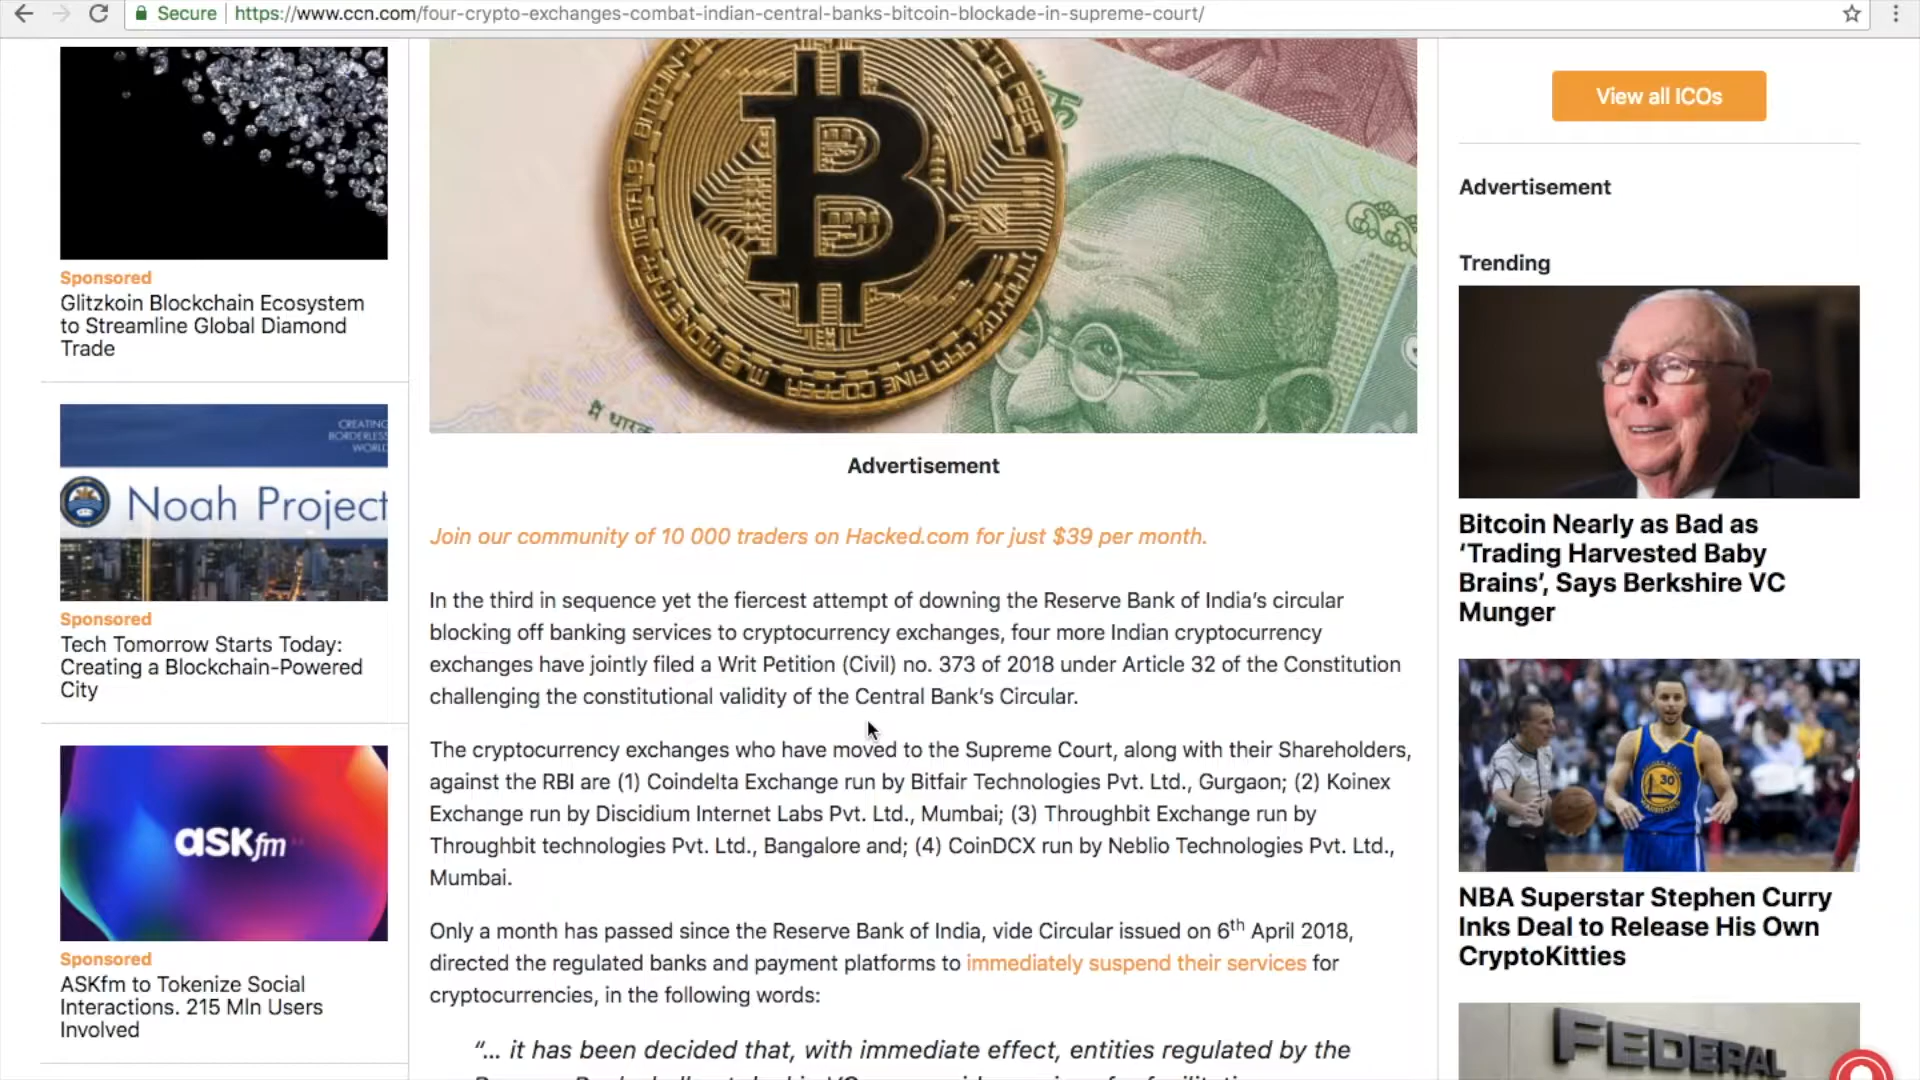 Secure
https://www.ccn.com/four-crypto-exchanges-combat-indian-central-banks-bitcoin-blockade-in-supreme-court/
Sponsored
Glitzkoin Blockchain Ecosystem
to Streamline Global Diamond
Trade
CREATING
BORDERLESS
WORLD
Noah Project
Sponsored
Tech Tomorrow Starts Today:
Creating a Blockchain-Powered
City
ASKfm
Sponsored
ASKfm to Tokenize Social
Interactions. 215 Mln Users
Involved
Advertisement
Join our community of 10 000 traders on Hacked.com for just $39 per month.
In the third in sequence yet the fiercest attempt of downing the Reserve Bank of India's circular
blocking off banking services to cryptocurrency exchanges, four more Indian cryptocurrency
exchanges have jointly filed a Writ Petition (Civil) no. 373 of 2018 under Article 32 of the Constitution
challenging the constitutional validity of the Central Bank's Circular.
The cryptocurrency exchanges who have moved to the Supreme Court, along with their Shareholders,
against the RBI are (1) Coindelta Exchange run by Bitfair Technologies Pvt. Ltd., Gurgaon; (2) Koinex
Exchange run by Discidium Internet Labs Pvt. Ltd., Mumbai; (3) Throughbit Exchange run by
Throughbit technologies Pvt. Ltd., Bangalore and; (4) CoinDCX run by Neblio Technologies Pvt. Ltd.,
Mumbai.
Only a month has passed since the Reserve Bank of India, vide Circular issued on 6th April 2018,
directed the regulated banks and payment platforms to immediately suspend their services for
cryptocurrencies, in the following words:
“... it has been decided that, with immediate effect, entities regulated by the
View all ICOs
Advertisement
Trending
Bitcoin Nearly as Bad as
‘Trading Harvested Baby
Brains’, Says Berkshire VC
Munger
30
NBA Superstar Stephen Curry
Inks Deal to Release His Own
CryptoKitties
FEDERAL